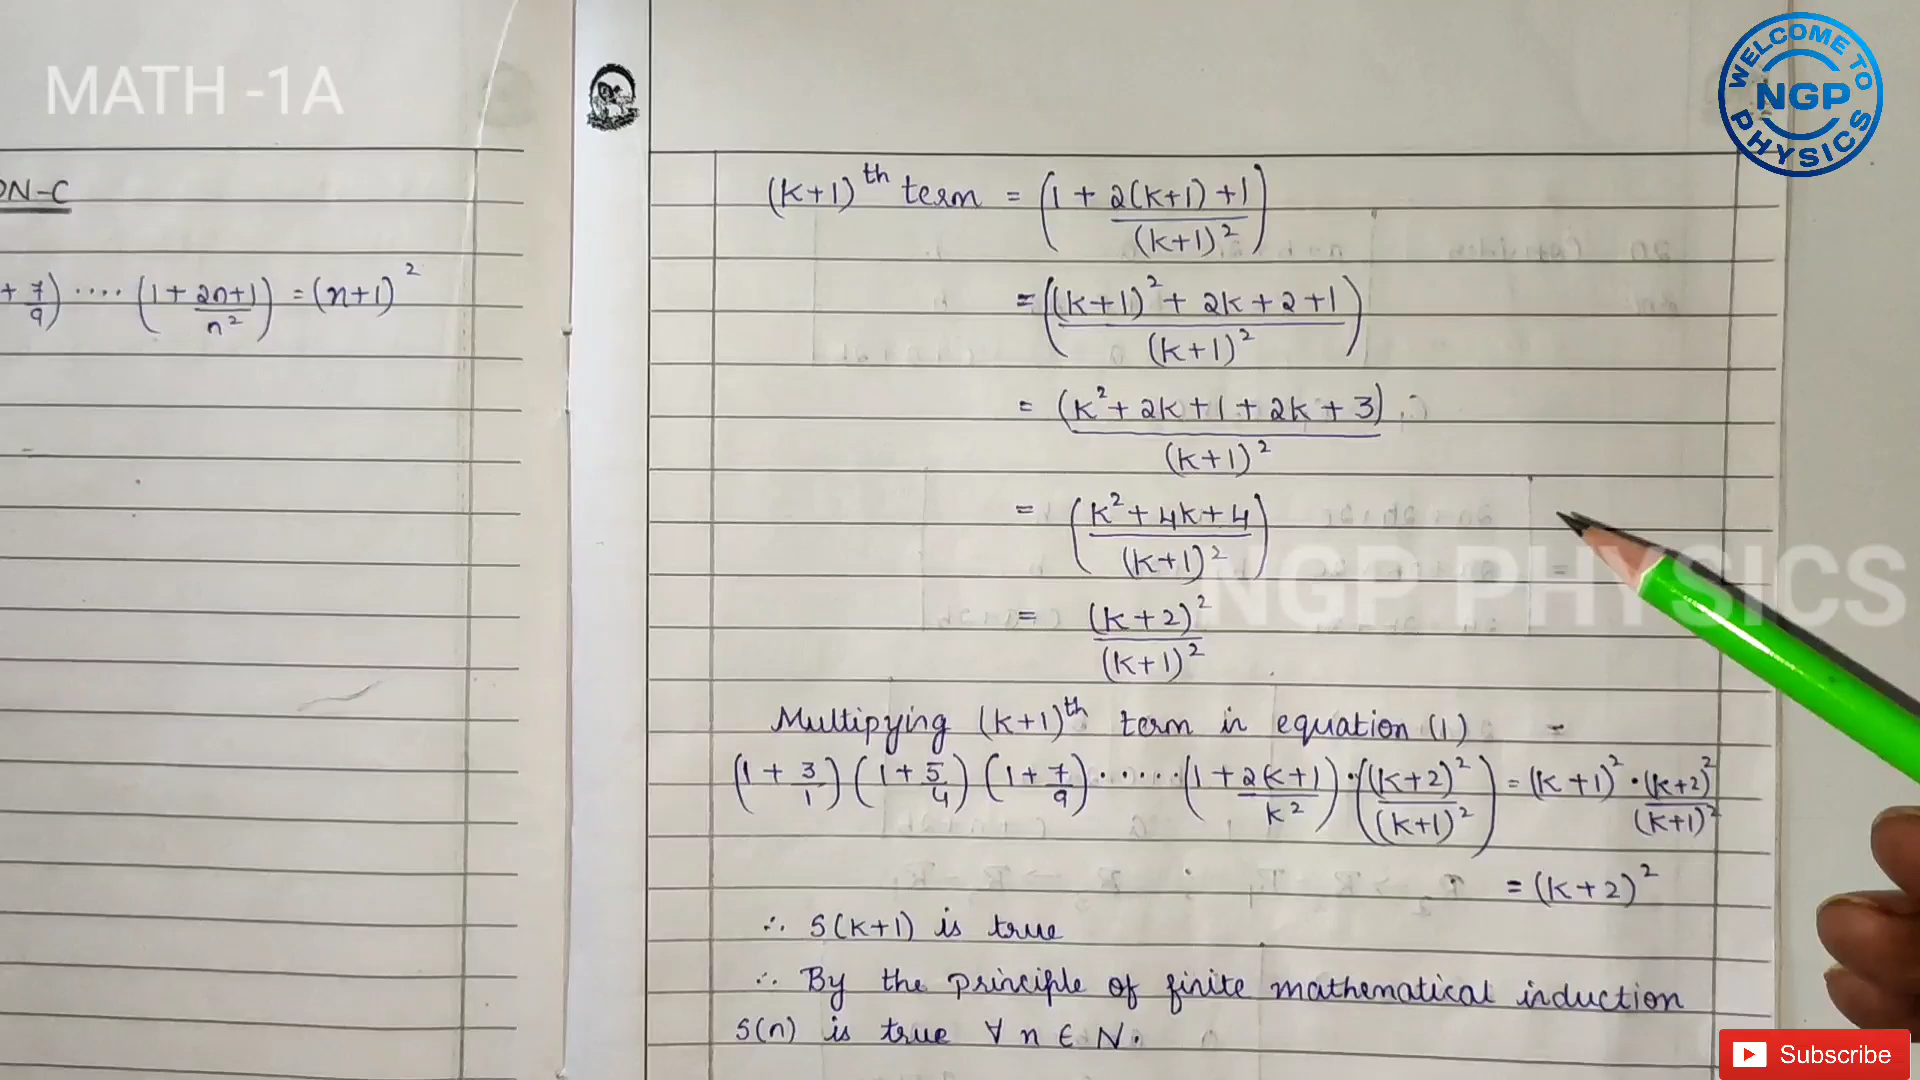 MATH -1A
WELCOME TO
NGP
PHYSICS
ON-C
+ 7/9) .... (1 + 2n+1/n²) = (n+1)²
(k+1)th term = (1 + 2(k+1)+1/(k+1)²)
= ((k+1)² + 2k+2+1/(k+1)²)
= (k² + 2k+1+2k+3)/(k+1)²
= (k²+4k+4/(k+1)²)
= (k+2)²/(k+1)²
NGP PHYSICS
Multipying (k+1)th term in equation (1) -
(1 + 3/1) (1 + 5/4) (1 + 7/9) ..... (1 + 2k+1/k²) · ((k+2)²/(k+1)²) = (k+1)² · (k+2)²/(k+1)²
= (k+2)²
∴ S(k+1) is true
∴ By the principle of finite mathematical induction
S(n) is true ∀ n ∈ N.
Subscribe